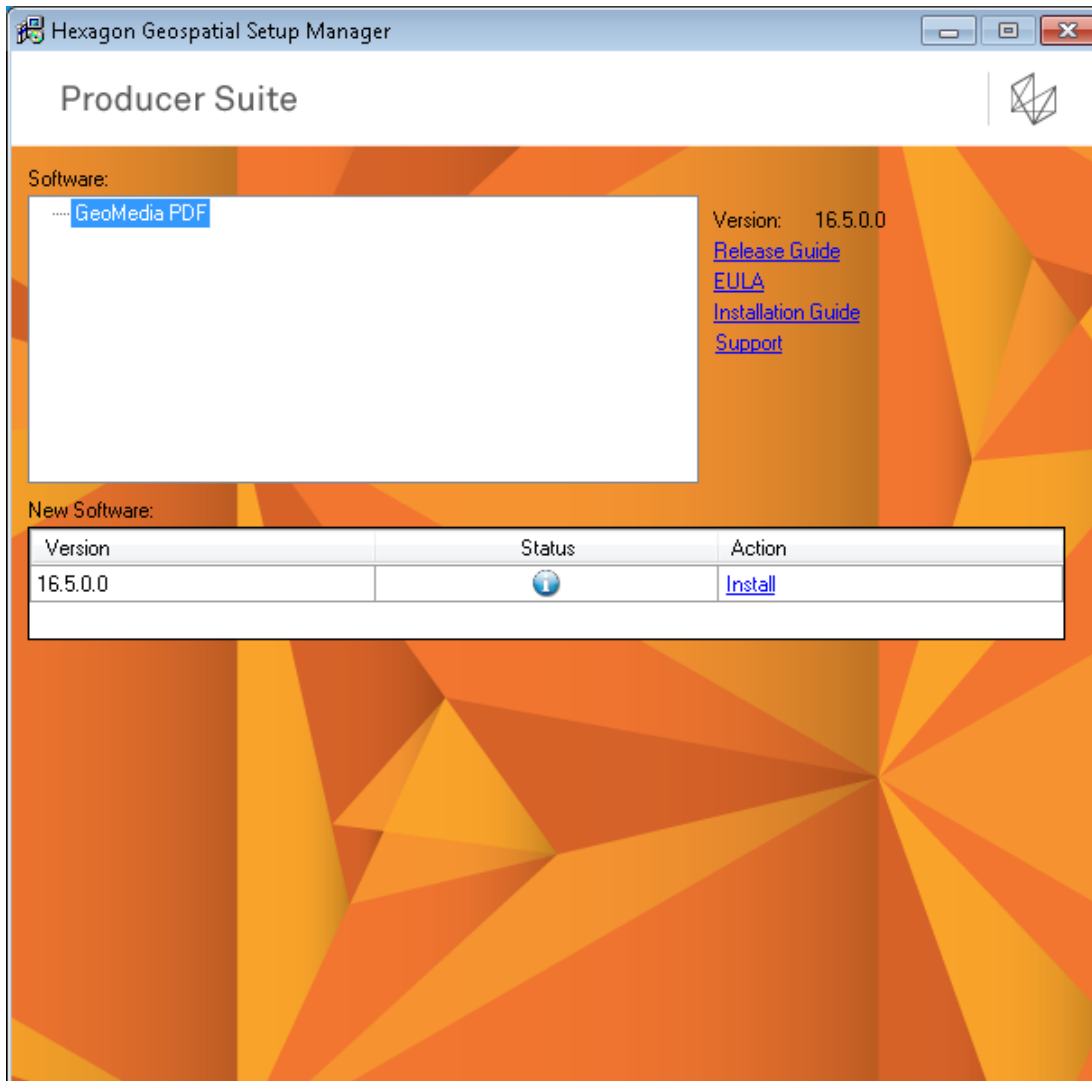 Hexagon Geospatial Setup Manager
Producer Suite
Software:
GeoMedia PDF
Version: 16.5.0.0
Release Guide
EULA
Installation Guide
Support
New Software:
Version Status Action
16.5.0.0 Install